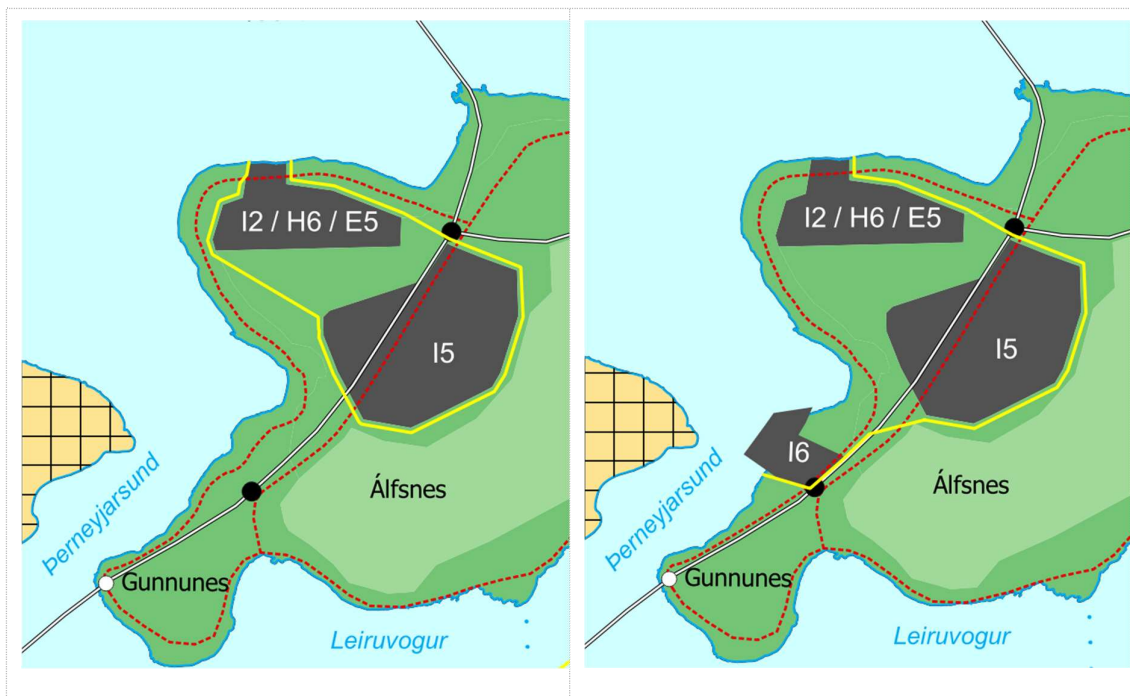 I2 / H6 / E5
I5
Álfsnes
Þerneyjarsund
Gunnunes
Leiruvogur
I2 / H6 / E5
I5
I6
Álfsnes
Þerneyjarsund
Gunnunes
Leiruvogur